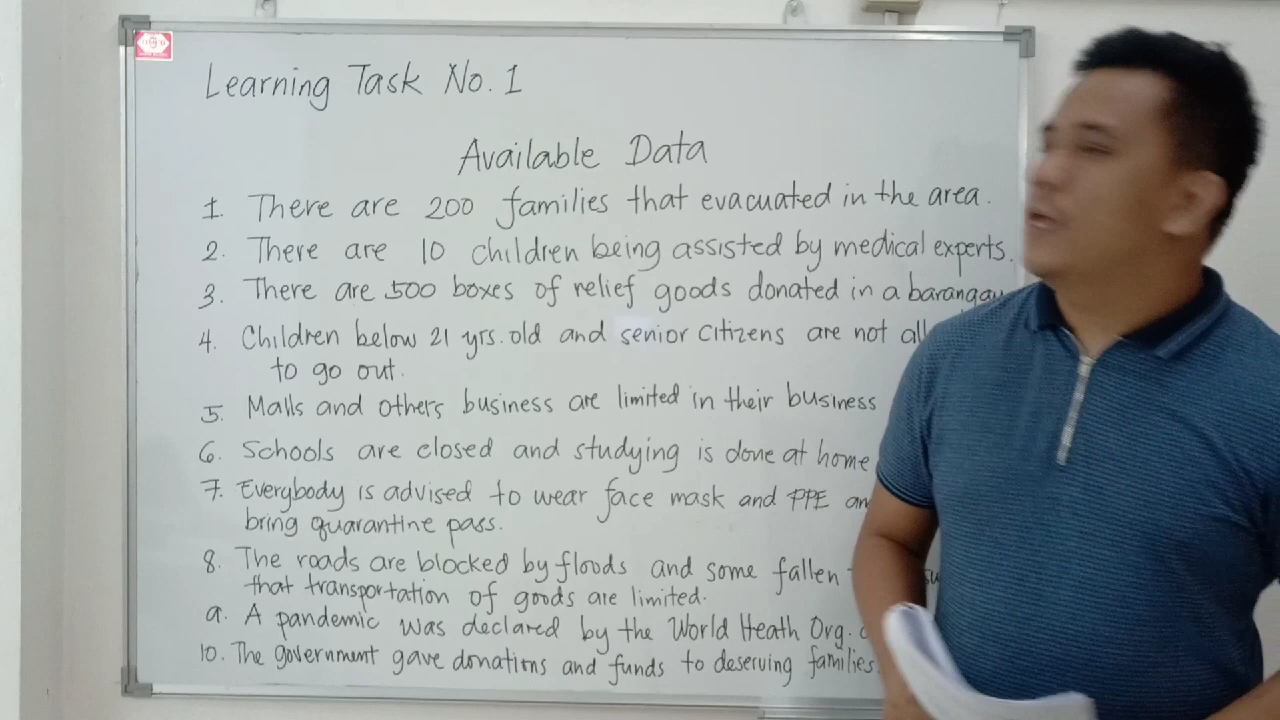 Learning Task No. 1
Available Data
1. There are 200 families that evacuated in the area.
2. There are 10 children being assisted by medical experts.
3. There are 500 boxes of relief goods donated in a barangay
4. Children below 21 yrs. old and senior citizens are not
to go out.
5. Malls and others business are limited in their business
6. Schools are closed and studying is done at home
7. Everybody is advised to wear face mask and PPE
bring quarantine pass.
8. The roads are blocked by floods and some fallen
that transportation of goods are limited.
9. A pandemic was declared by the World Heath Org.
10. The government gave donations and funds to deserving families.